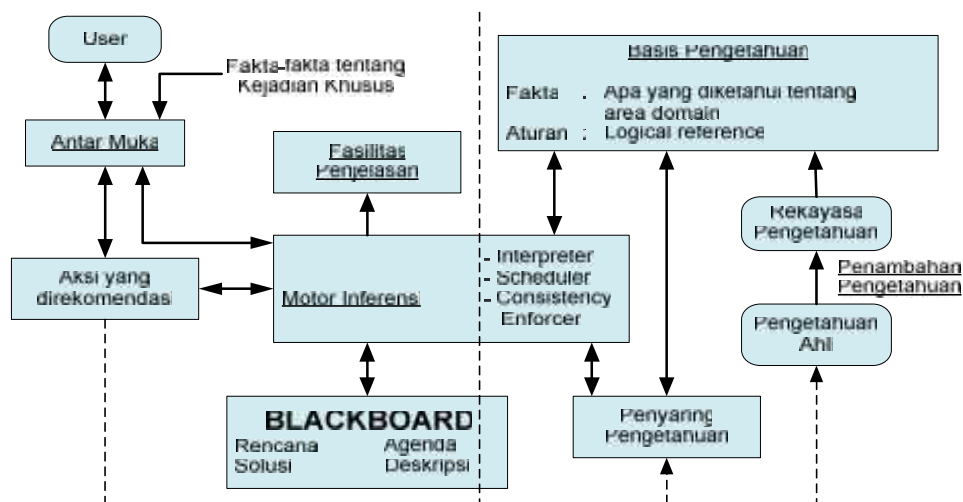 User
Fakta-fakta tentang
Kejadian Khusus
Antar Muka
Fasilitas
Penjelasan
Basis Pengetahuan
Fakta : Apa yang diketahui tentang
area domain
Aturan : Logical reference
Rekayasa
Pengetahuan
Penambahan
Pengetahuan
Pengetahuan
Ahli
Aksi yang
direkomendasi
Motor Inferensi
- Interpreter
- Scheduler
- Consistency
Enforcer
BLACKBOARD
Rencana Agenda
Solusi Deskripsi
Penyaring
Pengetahuan